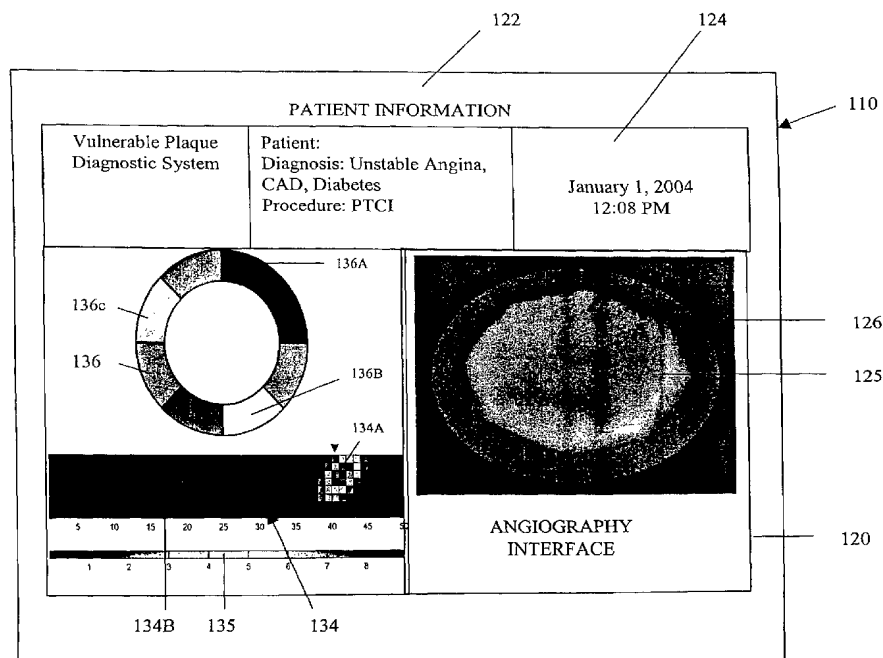 122
124
110
PATIENT INFORMATION
Vulnerable Plaque
Diagnostic System
Patient:
Diagnosis: Unstable Angina,
CAD, Diabetes
Procedure: PTCI
January 1, 2004
12:08 PM
136A
136c
136
136B
134A
126
125
5 10 15 20 25 30 35 40 45 50
1 2 3 4 5 6 7 8
ANGIOGRAPHY
INTERFACE
120
134B 135 134